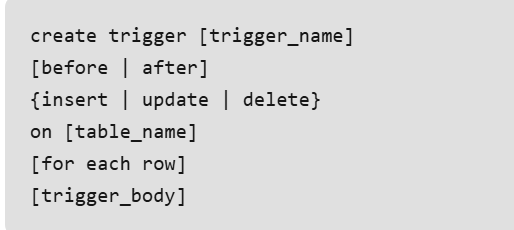 create trigger [trigger_name]
[before | after]
{insert | update | delete}
on [table_name]
[for each row]
[trigger_body]